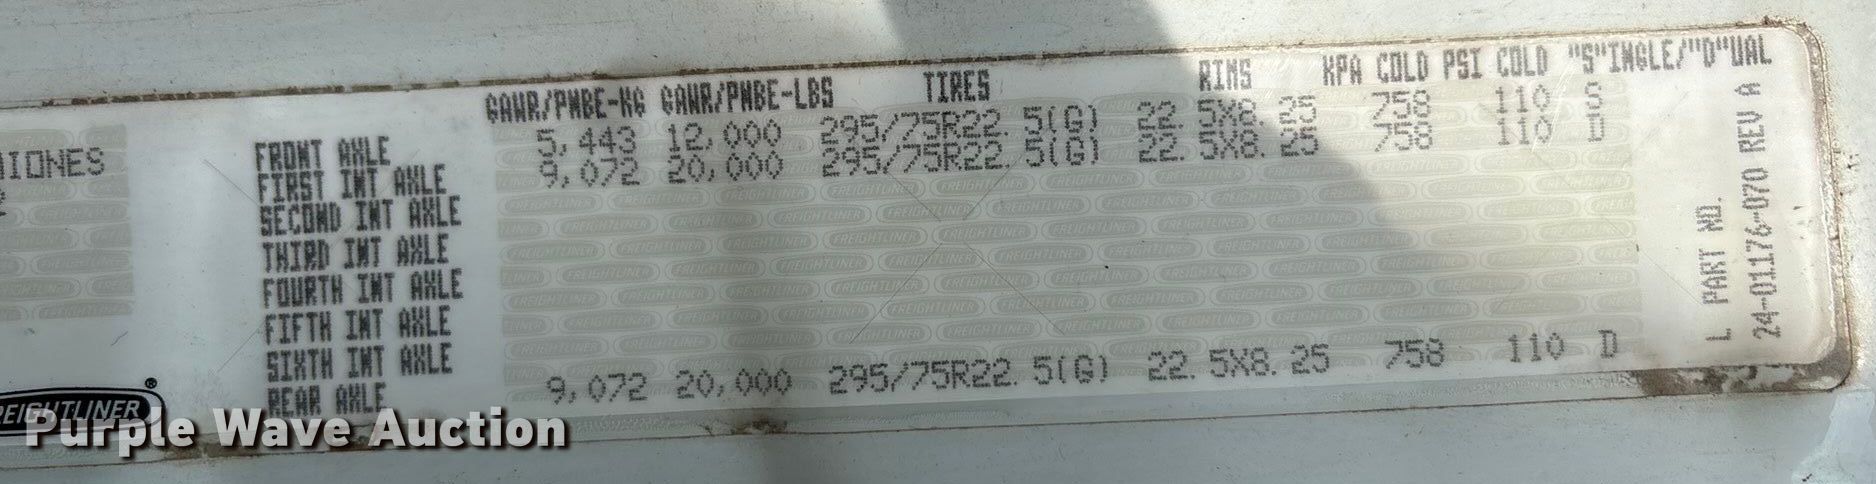 GAWR/PNBE-KG GAWR/PNBE-LBS TIRES RIMS KPA COLD PSI COLD "S"INGLE/"D"UAL
FRONT AXLE 5,443 12,000 295/75R22.5(G) 22.5X8.25 758 110 S
FIRST INT AXLE 9,072 20,000 295/75R22.5(G) 22.5X8.25 758 110 D
SECOND INT AXLE
THIRD INT AXLE
FOURTH INT AXLE
FIFTH INT AXLE
SIXTH INT AXLE
REAR AXLE 9,072 20,000 295/75R22.5(G) 22.5X8.25 758 110 D
L PART NO.
24-01176-070 REV A
IONES
REIGHTLINER®
Purple Wave Auction